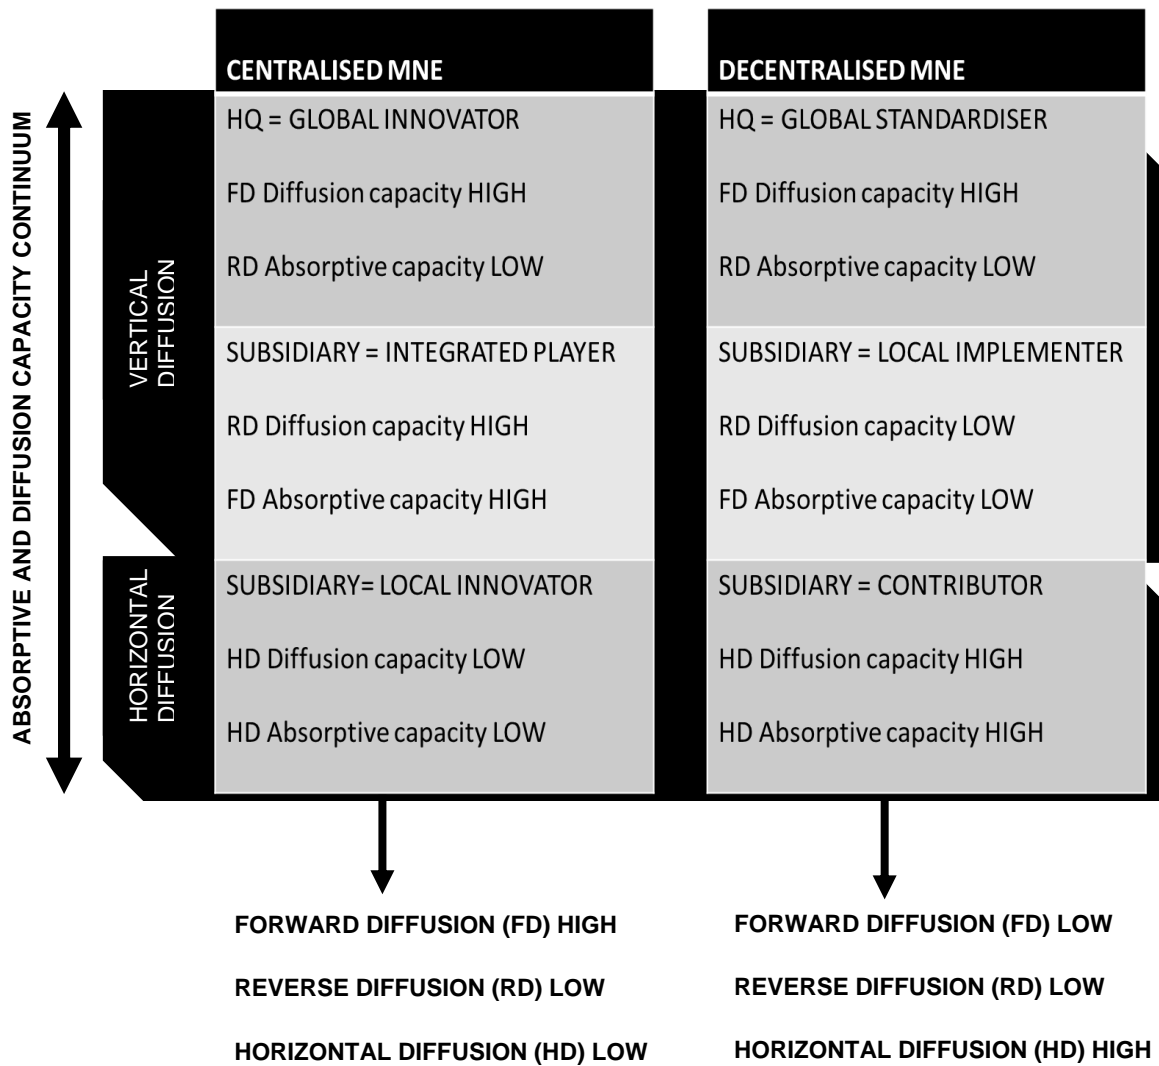 ABSORPTIVE AND DIFFUSION CAPACITY CONTINUUM
VERTICAL
DIFFUSION
HORIZONTAL
DIFFUSION
CENTRALISED MNE
HQ = GLOBAL INNOVATOR
FD Diffusion capacity HIGH
RD Absorptive capacity LOW
SUBSIDIARY = INTEGRATED PLAYER
RD Diffusion capacity HIGH
FD Absorptive capacity HIGH
SUBSIDIARY= LOCAL INNOVATOR
HD Diffusion capacity LOW
HD Absorptive capacity LOW
FORWARD DIFFUSION (FD) HIGH
REVERSE DIFFUSION (RD) LOW
HORIZONTAL DIFFUSION (HD) LOW
DECENTRALISED MNE
HQ = GLOBAL STANDARDISER
FD Diffusion capacity HIGH
RD Absorptive capacity LOW
SUBSIDIARY = LOCAL IMPLEMENTER
RD Diffusion capacity LOW
FD Absorptive capacity LOW
SUBSIDIARY = CONTRIBUTOR
HD Diffusion capacity HIGH
HD Absorptive capacity HIGH
FORWARD DIFFUSION (FD) LOW
REVERSE DIFFUSION (RD) LOW
HORIZONTAL DIFFUSION (HD) HIGH